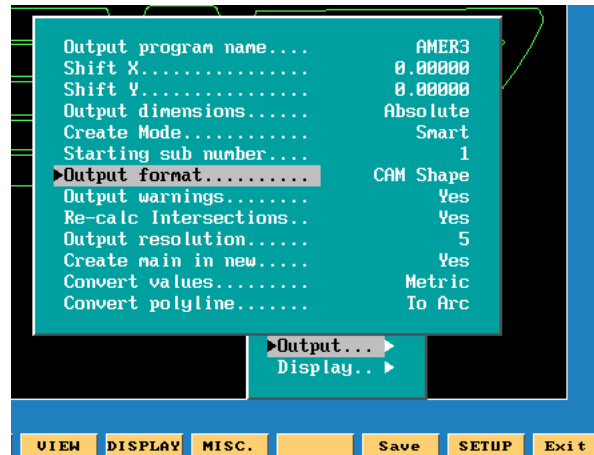 Output program name.... AMER3
Shift X................ 0.00000
Shift Y................ 0.00000
Output dimensions...... Absolute
Create Mode............ Smart
Starting sub number.... 1
▶Output format.......... CAM Shape
Output warnings........ Yes
Re-calc Intersections.. Yes
Output resolution...... 5
Create main in new..... Yes
Convert values......... Metric
Convert polyline....... To Arc
▶Output... ▶
Display.. ▶
VIEW DISPLAY MISC. Save SETUP Exit